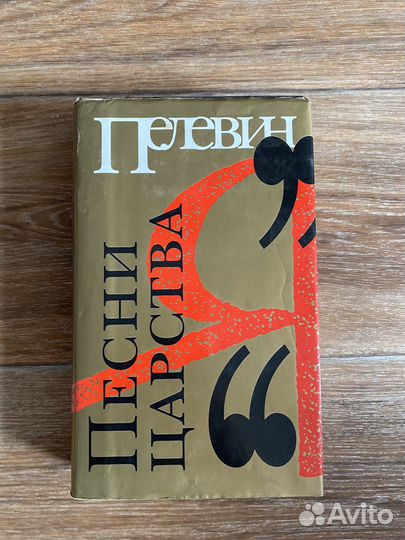 Пелевин
Песни
царства
Я
Avito